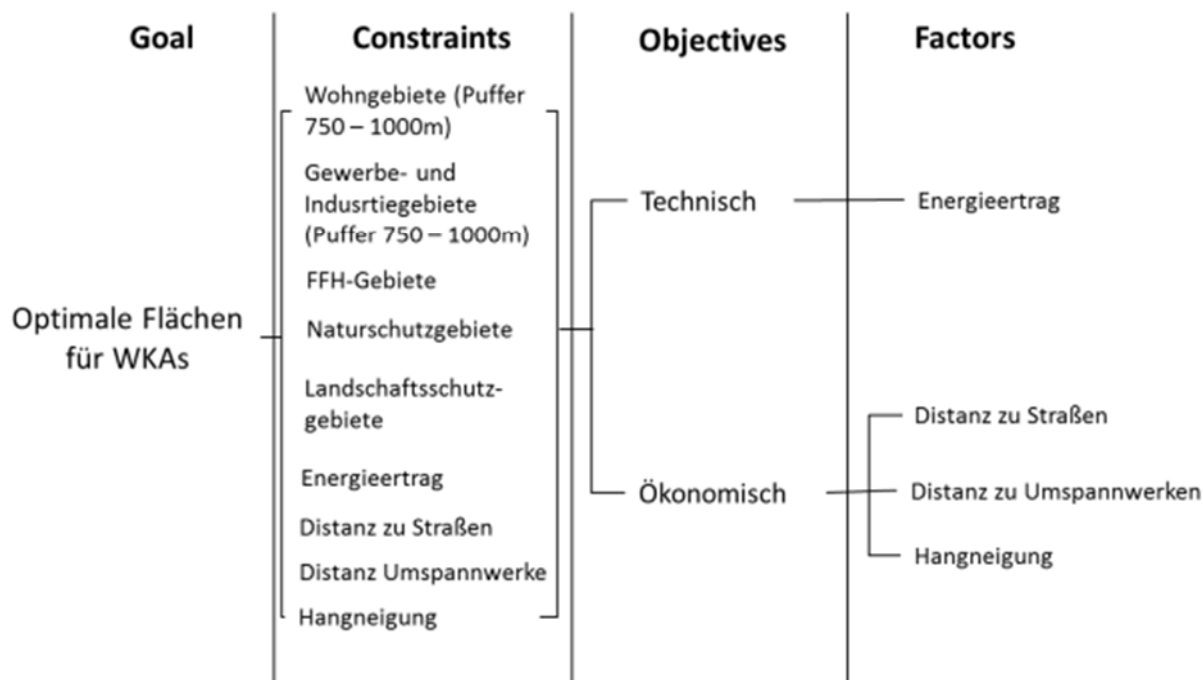 Goal
Constraints
Objectives
Factors
Optimale Flächen
für WKAs
Wohngebiete (Puffer
750 – 1000m)
Gewerbe- und
Indusrtiegebiete
(Puffer 750 – 1000m)
FFH-Gebiete
Naturschutzgebiete
Landschaftsschutz-
gebiete
Energieertrag
Distanz zu Straßen
Distanz Umspannwerke
Hangneigung
Technisch
Ökonomisch
Energieertrag
Distanz zu Straßen
Distanz zu Umspannwerken
Hangneigung